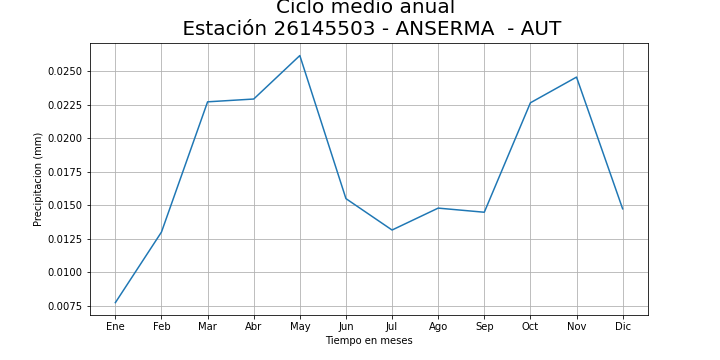 Ciclo medio anual
Estación 26145503 - ANSERMA  - AUT
Precipitacion (mm)
0.0250
0.0225
0.0200
0.0175
0.0150
0.0125
0.0100
0.0075
Ene Feb Mar Abr May Jun Jul Ago Sep Oct Nov Dic
Tiempo en meses